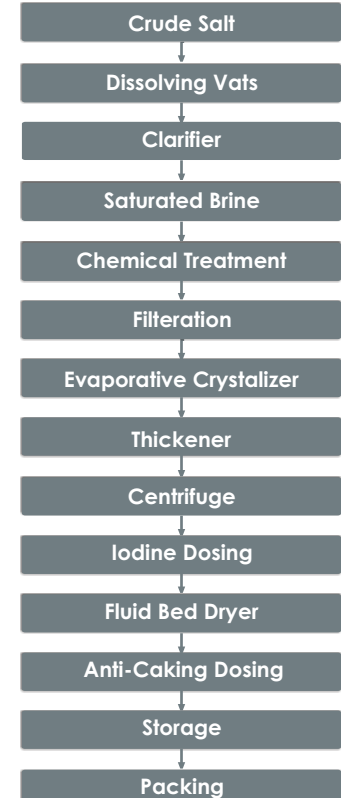 Crude Salt
Dissolving Vats
Clarifier
Saturated Brine
Chemical Treatment
Filteration
Evaporative Crystalizer
Thickener
Centrifuge
Iodine Dosing
Fluid Bed Dryer
Anti-Caking Dosing
Storage
Packing